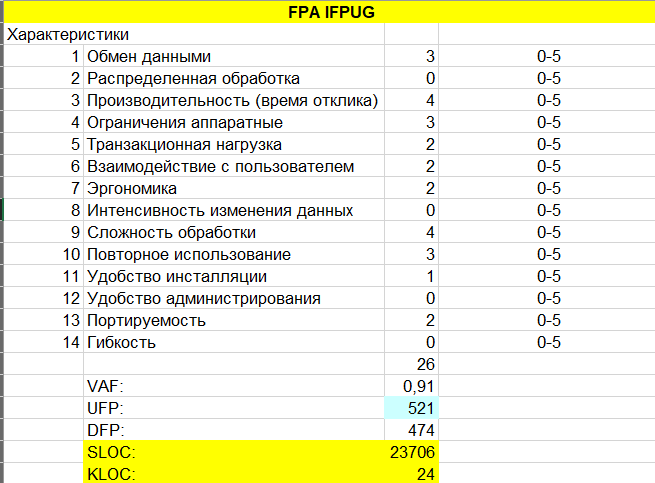 FPA IFPUG
Характеристики
1 Обмен данными 3 0-5
2 Распределенная обработка 0 0-5
3 Производительность (время отклика) 4 0-5
4 Ограничения аппаратные 3 0-5
5 Транзакционная нагрузка 2 0-5
6 Взаимодействие с пользователем 2 0-5
7 Эргономика 2 0-5
8 Интенсивность изменения данных 0 0-5
9 Сложность обработки 4 0-5
10 Повторное использование 3 0-5
11 Удобство инсталляции 1 0-5
12 Удобство администрирования 0 0-5
13 Портируемость 2 0-5
14 Гибкость 0 0-5
26
VAF: 0,91
UFP: 521
DFP: 474
SLOC: 23706
KLOC: 24